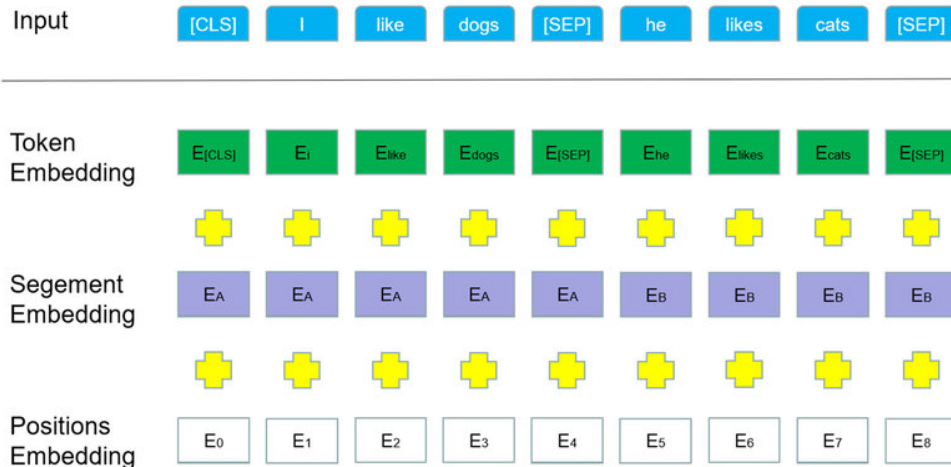 Input [CLS] I like dogs [SEP] he likes cats [SEP]
Token
Embedding
E[CLS] Ei Elike Edogs E[SEP] Ehe Elikes Ecats E[SEP]
Segement
Embedding
EA EA EA EA EA EB EB EB EB
Positions
Embedding
E0 E1 E2 E3 E4 E5 E6 E7 E8